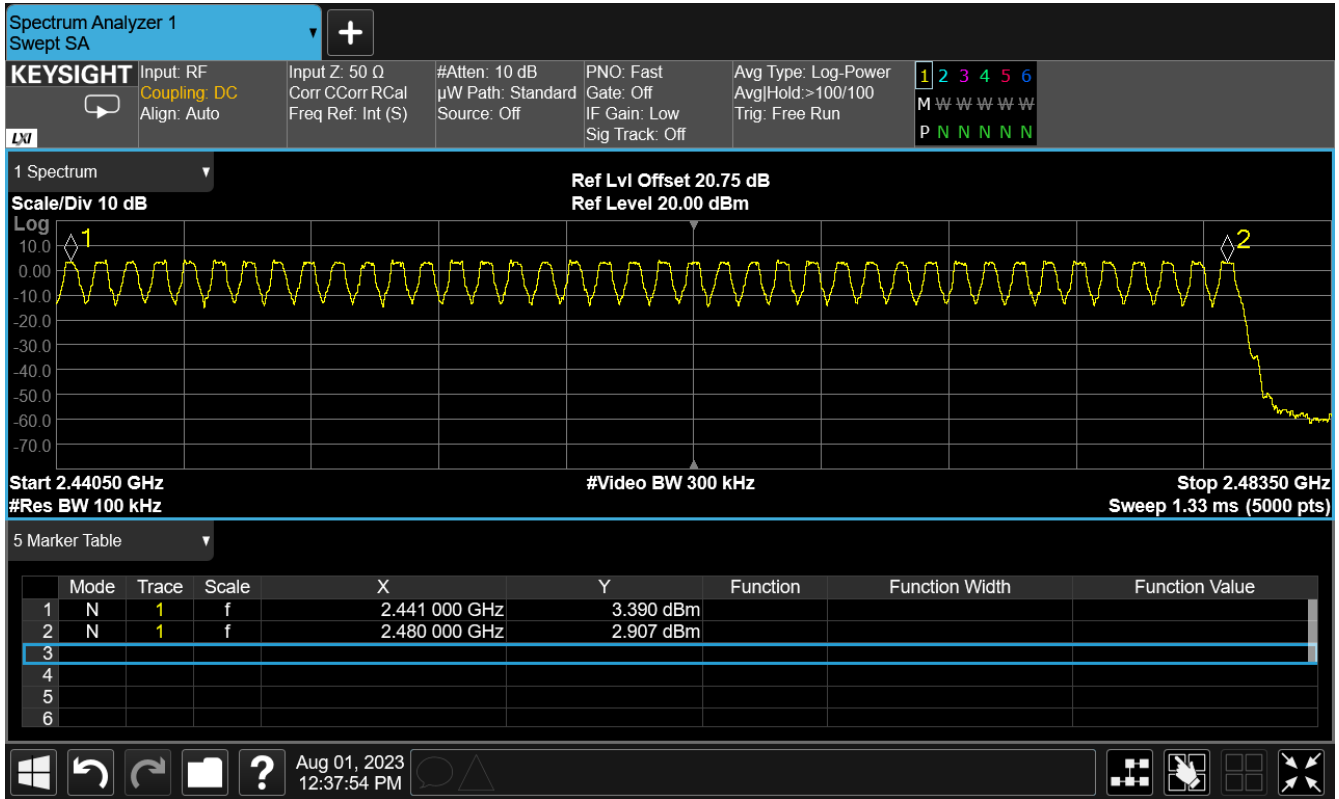 Spectrum Analyzer 1
Swept SA
KEYSIGHT
LXI
Input: RF
Coupling: DC
Align: Auto
Input Z: 50 Ω
Corr CCorr RCal
Freq Ref: Int (S)
#Atten: 10 dB
µW Path: Standard
Source: Off
PNO: Fast
Gate: Off
IF Gain: Low
Sig Track: Off
Avg Type: Log-Power
Avg|Hold:>100/100
Trig: Free Run
1 2 3 4 5 6
M W W W W W
P N N N N N
1 Spectrum
Scale/Div 10 dB
Ref Lvl Offset 20.75 dB
Ref Level 20.00 dBm
Log
10.0
0.00
-10.0
-20.0
-30.0
-40.0
-50.0
-60.0
-70.0
1
2
Start 2.44050 GHz
#Video BW 300 kHz
Stop 2.48350 GHz
#Res BW 100 kHz
Sweep 1.33 ms (5000 pts)
5 Marker Table
Mode Trace Scale X Y Function Function Width Function Value
1 N 1 f 2.441 000 GHz 3.390 dBm
2 N 1 f 2.480 000 GHz 2.907 dBm
3
4
5
6
?
Aug 01, 2023
12:37:54 PM